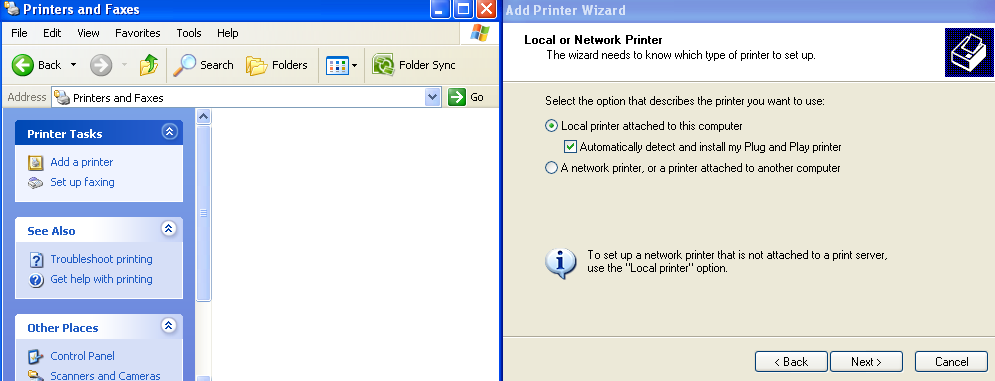 Printers and Faxes
File Edit View Favorites Tools Help
Back Search Folders Folder Sync
Address Printers and Faxes Go
Printer Tasks
Add a printer
Set up faxing
See Also
Troubleshoot printing
Get help with printing
Other Places
Control Panel
Scanners and Cameras
Add Printer Wizard
Local or Network Printer
The wizard needs to know which type of printer to set up.
Select the option that describes the printer you want to use:
Local printer attached to this computer
Automatically detect and install my Plug and Play printer
A network printer, or a printer attached to another computer
To set up a network printer that is not attached to a print server,
use the "Local printer" option.
< Back Next > Cancel